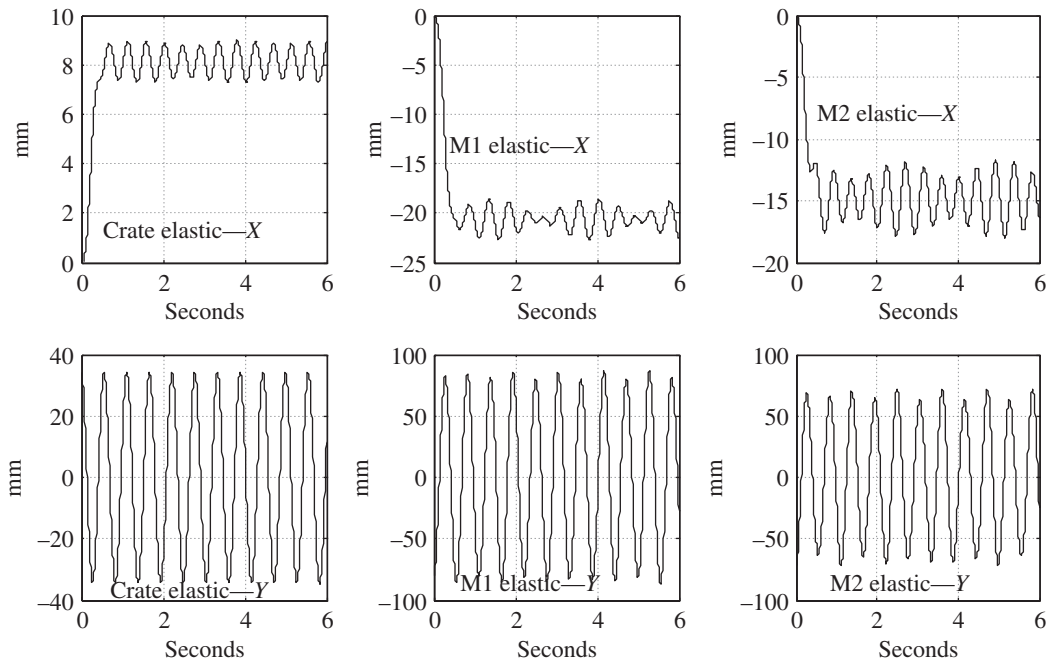 10
8
6
4
2
0
mm
Crate elastic—X
0 2 4 6
Seconds
0
−5
−10
−15
−20
−25
mm
M1 elastic—X
0 2 4 6
Seconds
0
−5
−10
−15
−20
mm
M2 elastic—X
0 2 4 6
Seconds
40
20
0
−20
−40
mm
Crate elastic—Y
0 2 4 6
Seconds
100
50
0
−50
−100
mm
M1 elastic—Y
0 2 4 6
Seconds
100
50
0
−50
−100
mm
M2 elastic—Y
0 2 4 6
Seconds